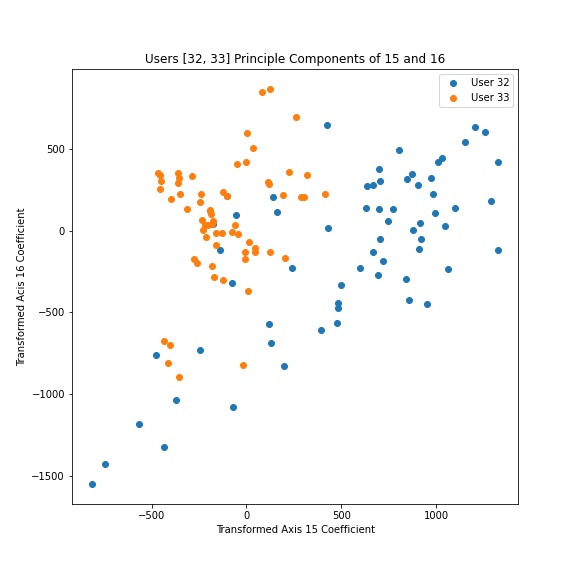 Users [32, 33] Principle Components of 15 and 16
User 32
User 33
Transformed Acis 16 Coefficient
500
0
−500
−1000
−1500
−500
0
500
1000
Transformed Axis 15 Coefficient